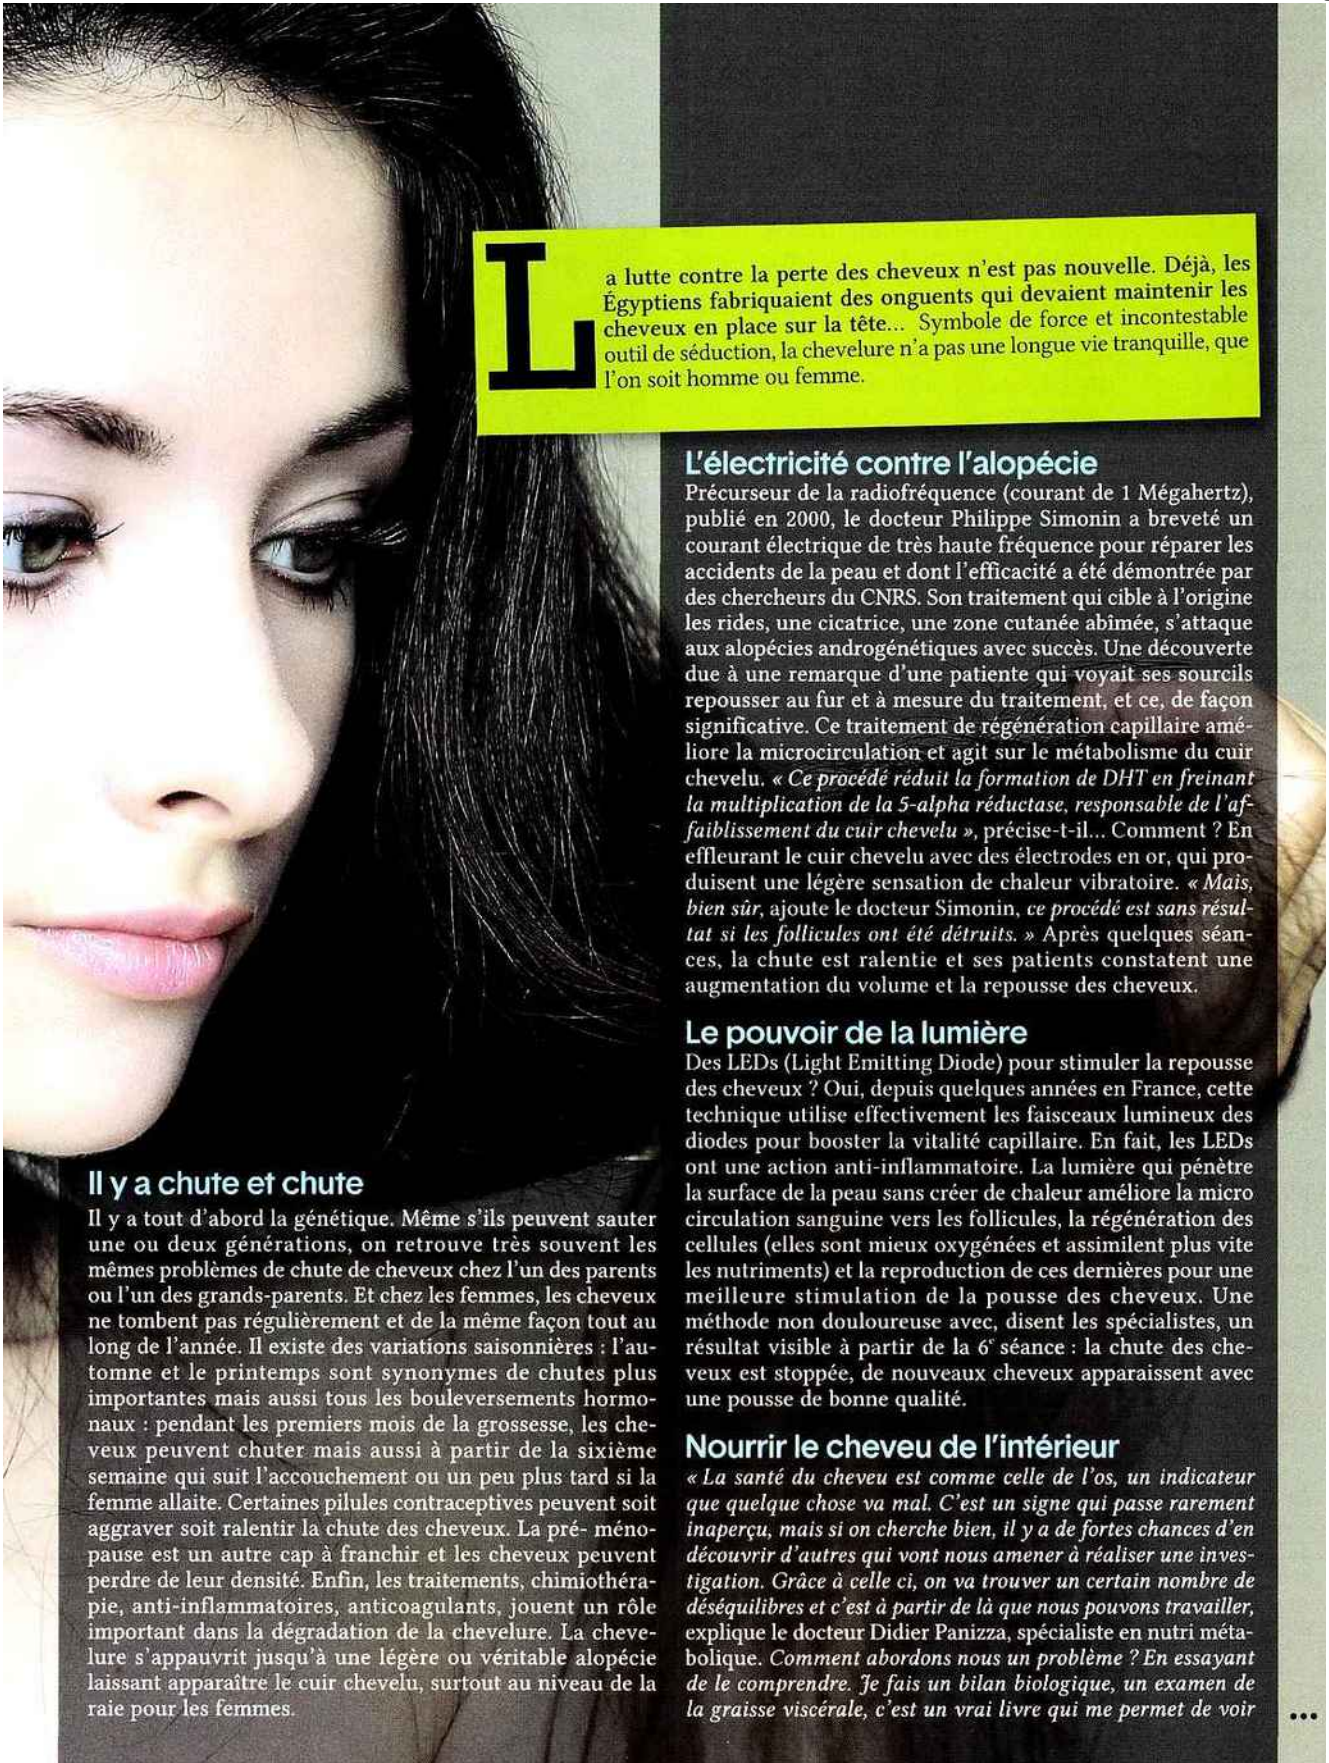 La lutte contre la perte des cheveux n'est pas nouvelle. Déjà, les
Égyptiens fabriquaient des onguents qui devaient maintenir les
cheveux en place sur la tête... Symbole de force et incontestable
outil de séduction, la chevelure n'a pas une longue vie tranquille, que
l'on soit homme ou femme.
Il y a chute et chute
Il y a tout d'abord la génétique. Même s'ils peuvent sauter
une ou deux générations, on retrouve très souvent les
mêmes problèmes de chute de cheveux chez l'un des parents
ou l'un des grands-parents. Et chez les femmes, les cheveux
ne tombent pas régulièrement et de la même façon tout au
long de l'année. Il existe des variations saisonnières : l'au-
tomne et le printemps sont synonymes de chutes plus
importantes mais aussi tous les bouleversements hormo-
naux : pendant les premiers mois de la grossesse, les che-
veux peuvent chuter mais aussi à partir de la sixième
semaine qui suit l'accouchement ou un peu plus tard si la
femme allaite. Certaines pilules contraceptives peuvent soit
aggraver soit ralentir la chute des cheveux. La pré- méno-
pause est un autre cap à franchir et les cheveux peuvent
perdre de leur densité. Enfin, les traitements, chimiothéra-
pie, anti-inflammatoires, anticoagulants, jouent un rôle
important dans la dégradation de la chevelure. La cheve-
lure s'appauvrit jusqu'à une légère ou véritable alopécie
laissant apparaître le cuir chevelu, surtout au niveau de la
raie pour les femmes.
L'électricité contre l'alopécie
Précurseur de la radiofréquence (courant de 1 Mégahertz),
publié en 2000, le docteur Philippe Simonin a breveté un
courant électrique de très haute fréquence pour réparer les
accidents de la peau et dont l'efficacité a été démontrée par
des chercheurs du CNRS. Son traitement qui cible à l'origine
les rides, une cicatrice, une zone cutanée abîmée, s'attaque
aux alopécies androgénétiques avec succès. Une découverte
due à une remarque d'une patiente qui voyait ses sourcils
repousser au fur et à mesure du traitement, et ce, de façon
significative. Ce traitement de régénération capillaire amé-
liore la microcirculation et agit sur le métabolisme du cuir
chevelu. « Ce procédé réduit la formation de DHT en freinant
la multiplication de la 5-alpha réductase, responsable de l'af-
faiblissement du cuir chevelu », précise-t-il... Comment ? En
effleurant le cuir chevelu avec des électrodes en or, qui pro-
duisent une légère sensation de chaleur vibratoire. « Mais,
bien sûr, ajoute le docteur Simonin, ce procédé est sans résul-
tat si les follicules ont été détruits. » Après quelques séan-
ces, la chute est ralentie et ses patients constatent une
augmentation du volume et la repousse des cheveux.
Le pouvoir de la lumière
Des LEDs (Light Emitting Diode) pour stimuler la repousse
des cheveux ? Oui, depuis quelques années en France, cette
technique utilise effectivement les faisceaux lumineux des
diodes pour booster la vitalité capillaire. En fait, les LEDs
ont une action anti-inflammatoire. La lumière qui pénètre
la surface de la peau sans créer de chaleur améliore la micro
circulation sanguine vers les follicules, la régénération des
cellules (elles sont mieux oxygénées et assimilent plus vite
les nutriments) et la reproduction de ces dernières pour une
meilleure stimulation de la pousse des cheveux. Une
méthode non douloureuse avec, disent les spécialistes, un
résultat visible à partir de la 6e séance : la chute des che-
veux est stoppée, de nouveaux cheveux apparaissent avec
une pousse de bonne qualité.
Nourrir le cheveu de l'intérieur
« La santé du cheveu est comme celle de l'os, un indicateur
que quelque chose va mal. C'est un signe qui passe rarement
inaperçu, mais si on cherche bien, il y a de fortes chances d'en
découvrir d'autres qui vont nous amener à réaliser une inves-
tigation. Grâce à celle ci, on va trouver un certain nombre de
déséquilibres et c'est à partir de là que nous pouvons travailler,
explique le docteur Didier Panizza, spécialiste en nutri méta-
bolique. Comment abordons nous un problème ? En essayant
de le comprendre. Je fais un bilan biologique, un examen de
la graisse viscérale, c'est un vrai livre qui me permet de voir
...